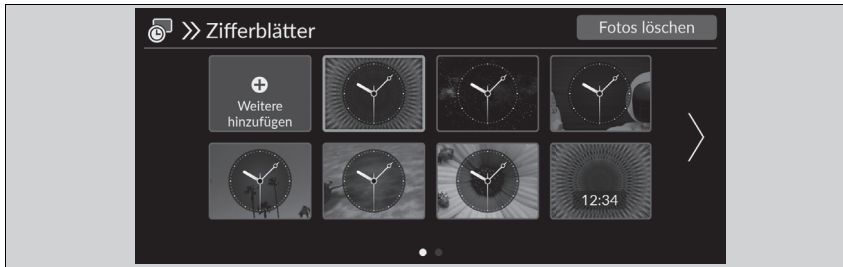 Zifferblätter
Fotos löschen
Weitere
hinzufügen
12:34